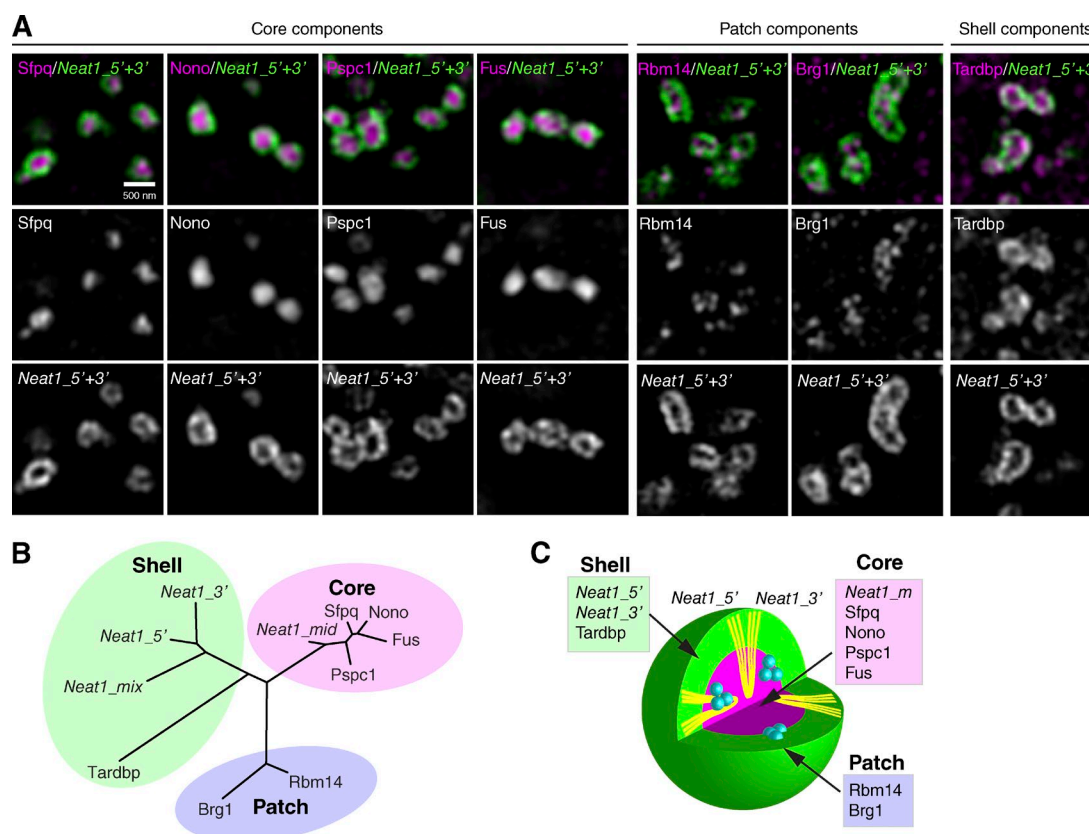 A
Core components
Patch components
Shell components
Sfpq/Neat1_5’+3’
Nono/Neat1_5’+3’
Pspc1/Neat1_5’+3’
Fus/Neat1_5’+3’
Rbm14/Neat1_5’+3’
Brg1/Neat1_5’+3’
Tardbp/Neat1_5’+3
500 nm
Sfpq
Nono
Pspc1
Fus
Rbm14
Brg1
Tardbp
Neat1_5’+3’
Neat1_5’+3’
Neat1_5’+3’
Neat1_5’+3’
Neat1_5’+3’
Neat1_5’+3’
Neat1_5’+3’
B
Shell
Neat1_3’
Neat1_5’
Neat1_mix
Tardbp
Core
Sfpq
Nono
Neat1_mid
Fus
Pspc1
Rbm14
Brg1
Patch
C
Shell
Neat1_5’
Neat1_3’
Tardbp
Neat1_5’
Neat1_3’
Core
Neat1_m
Sfpq
Nono
Pspc1
Fus
Patch
Rbm14
Brg1